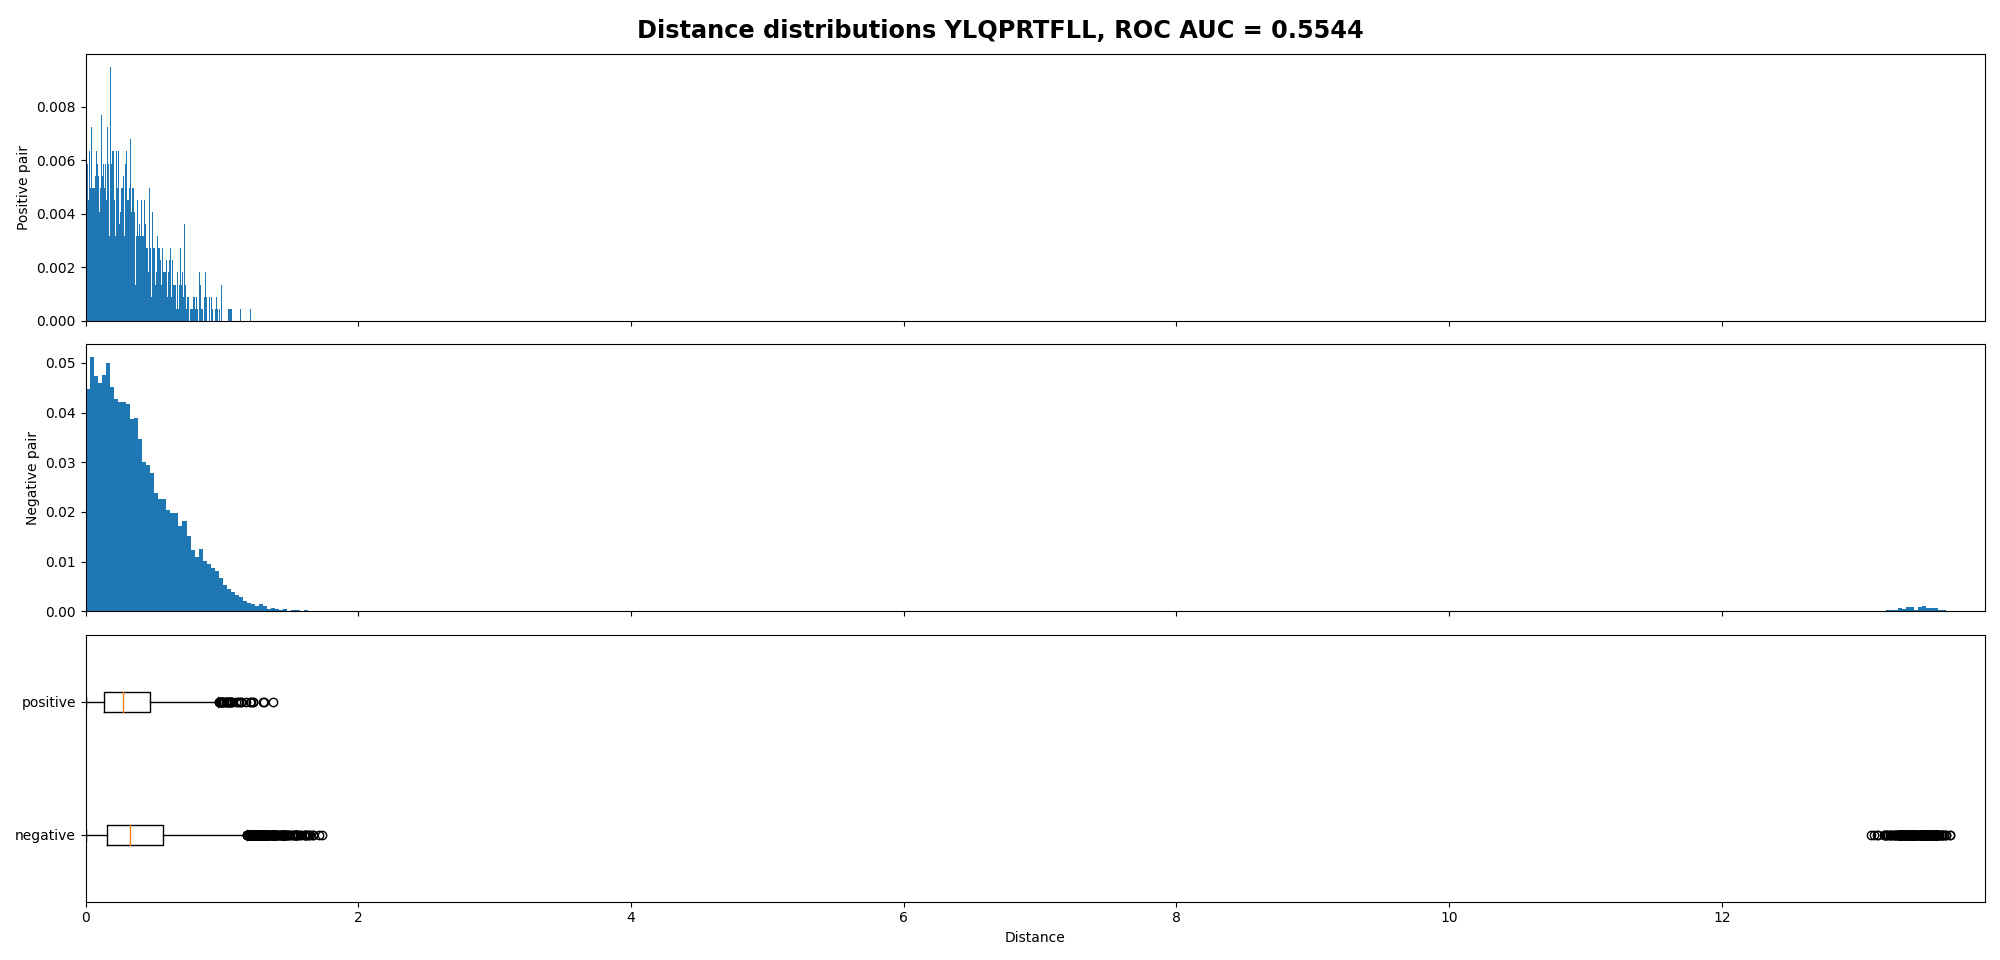 Distance distributions YLQPRTFLL, ROC AUC = 0.5544
0.008
0.006
0.004
0.002
0.000
Positive pair
0.05
0.04
0.03
0.02
0.01
0.00
Negative pair
positive
negative
0 2 4 6 8 10 12
Distance